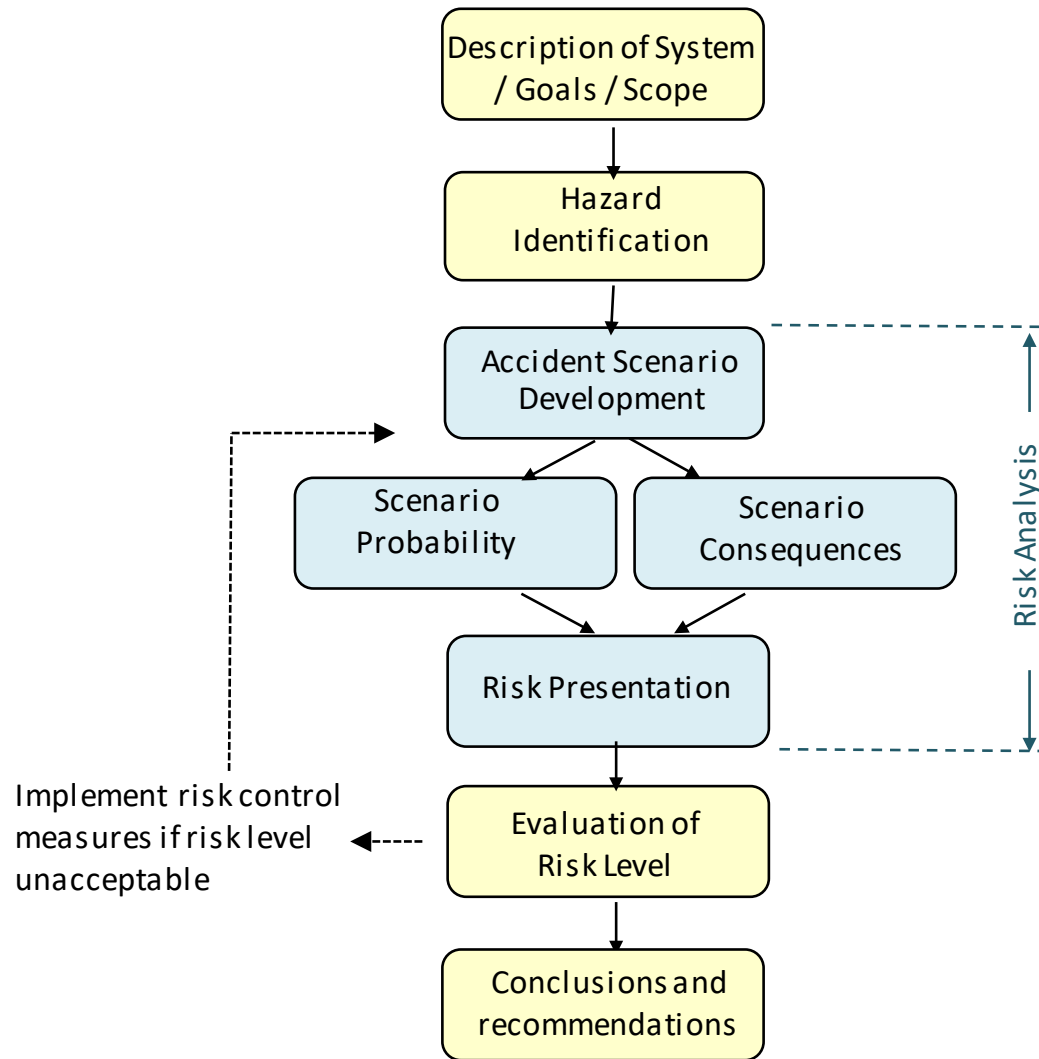 Description of System
/ Goals / Scope
Hazard
Identification
Accident Scenario
Development
Scenario
Probability
Scenario
Consequences
Risk Analysis
Risk Presentation
Implement risk control
measures if risk level
unacceptable
Evaluation of
Risk Level
Conclusions and
recommendations